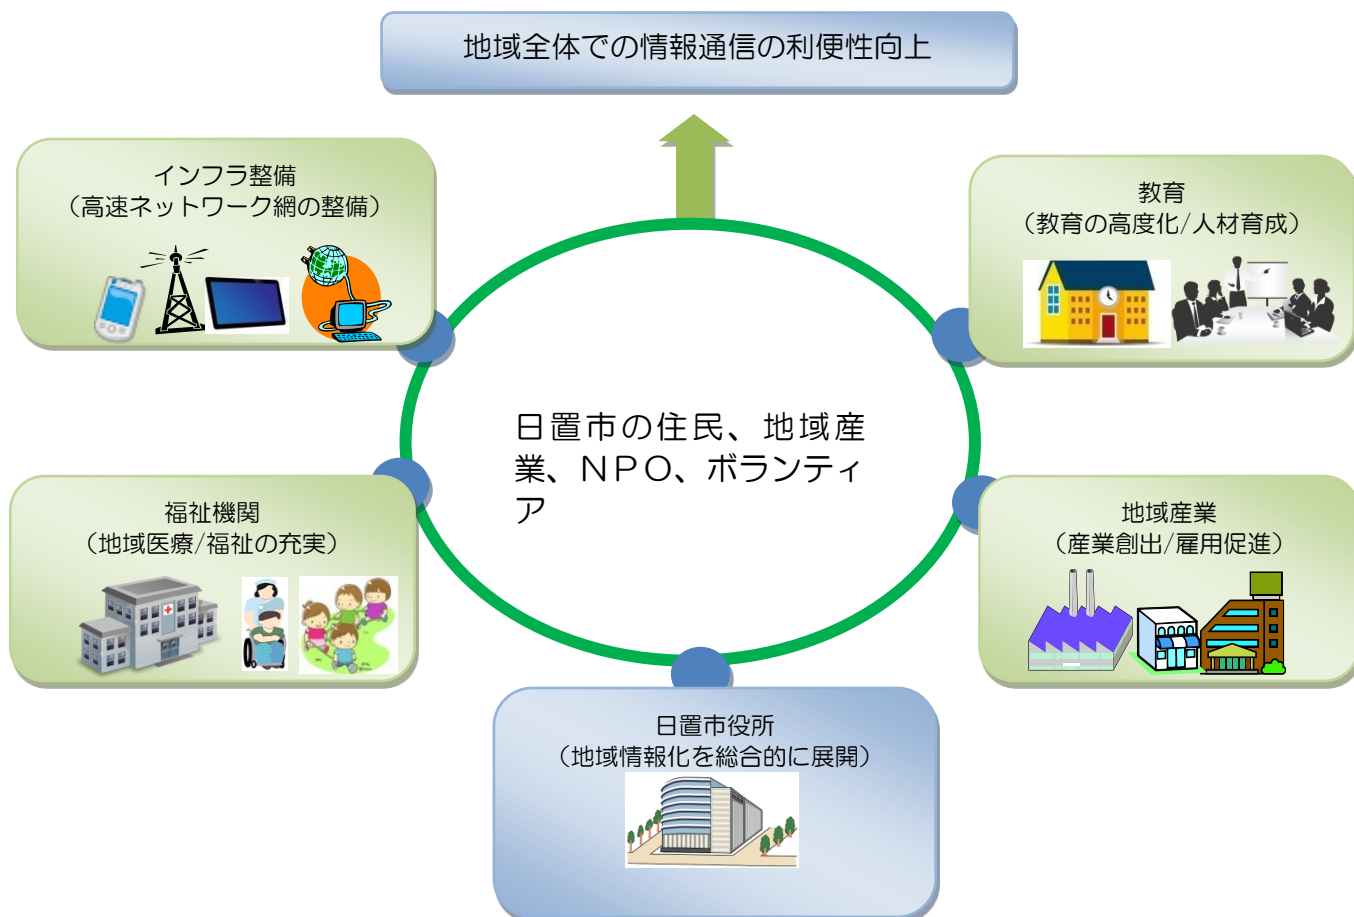 地域全体での情報通信の利便性向上
インフラ整備
（高速ネットワーク網の整備）
教育
（教育の高度化/人材育成）
日置市の住民、地域産
業、ＮＰＯ、ボランティ
ア
福祉機関
（地域医療/福祉の充実）
地域産業
（産業創出/雇用促進）
日置市役所
（地域情報化を総合的に展開）